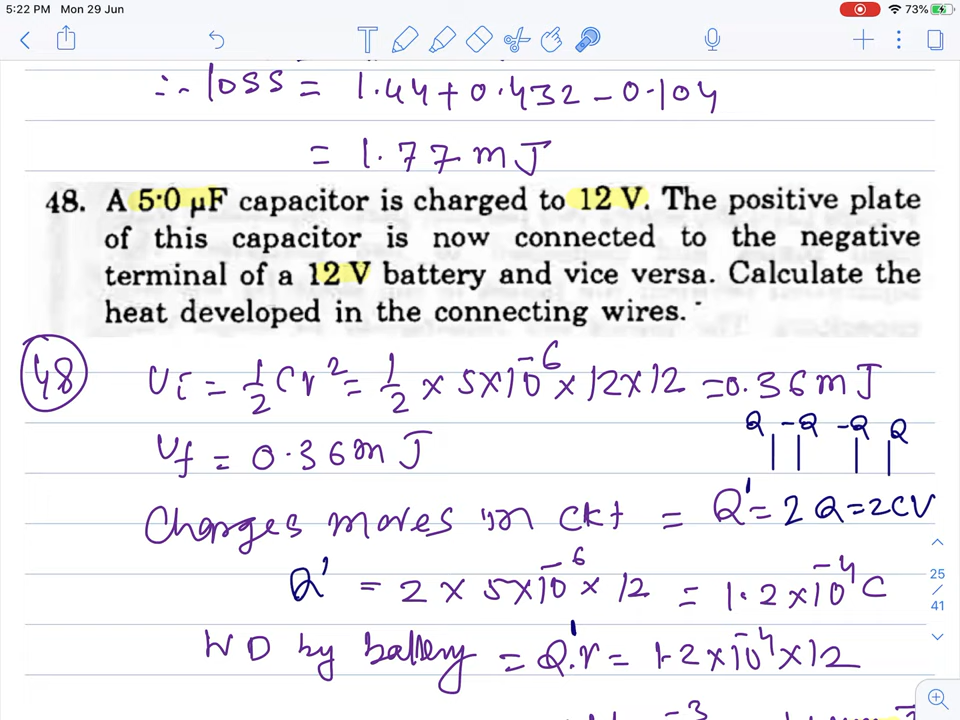 5:22 PM Mon 29 Jun
73%
∴ loss = 1.44 + 0.432 - 0.104
= 1.77 mJ
48. A 5·0 μF capacitor is charged to 12 V. The positive plate
of this capacitor is now connected to the negative
terminal of a 12 V battery and vice versa. Calculate the
heat developed in the connecting wires.
48 Ui = 1/2 CV² = 1/2 × 5×10⁻⁶ × 12×12 = 0.36 mJ
Q -Q -Q Q
Uf = 0.36 mJ
Charges moves in ckt = Q' = 2Q = 2CV
Q' = 2 × 5×10⁻⁶ × 12 = 1.2×10⁻⁴ C
25
/
41
WD by battery = Q'.V = 1.2×10⁻⁴×12